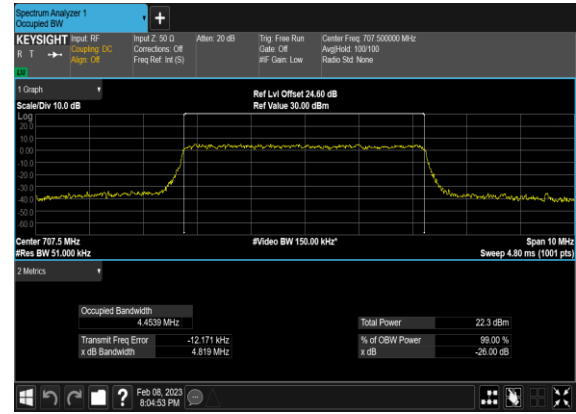 Spectrum Analyzer 1
Occupied BW
+
KEYSIGHT Input: RF Input Z: 50 Ω Atten: 20 dB Trig: Free Run Center Freq: 707.500000 MHz
R T Coupling: DC Corrections: Off Gate: Off Avg|Hold: 100/100
Align: Off Freq Ref: Int (S) #IF Gain: Low Radio Std: None
1 Graph Ref Lvl Offset 24.60 dB
Scale/Div 10.0 dB Ref Value 30.00 dBm
Log
20.0
10.0
0.00
-10.0
-20.0
-30.0
-40.0
-50.0
-60.0
Center 707.5 MHz #Video BW 150.00 kHz* Span 10 MHz
#Res BW 51.000 kHz Sweep 4.80 ms (1001 pts)
2 Metrics
Occupied Bandwidth
4.4539 MHz Total Power 22.3 dBm
Transmit Freq Error -12.171 kHz % of OBW Power 99.00 %
x dB Bandwidth 4.819 MHz x dB -26.00 dB
? Feb 08, 2023
8:04:53 PM